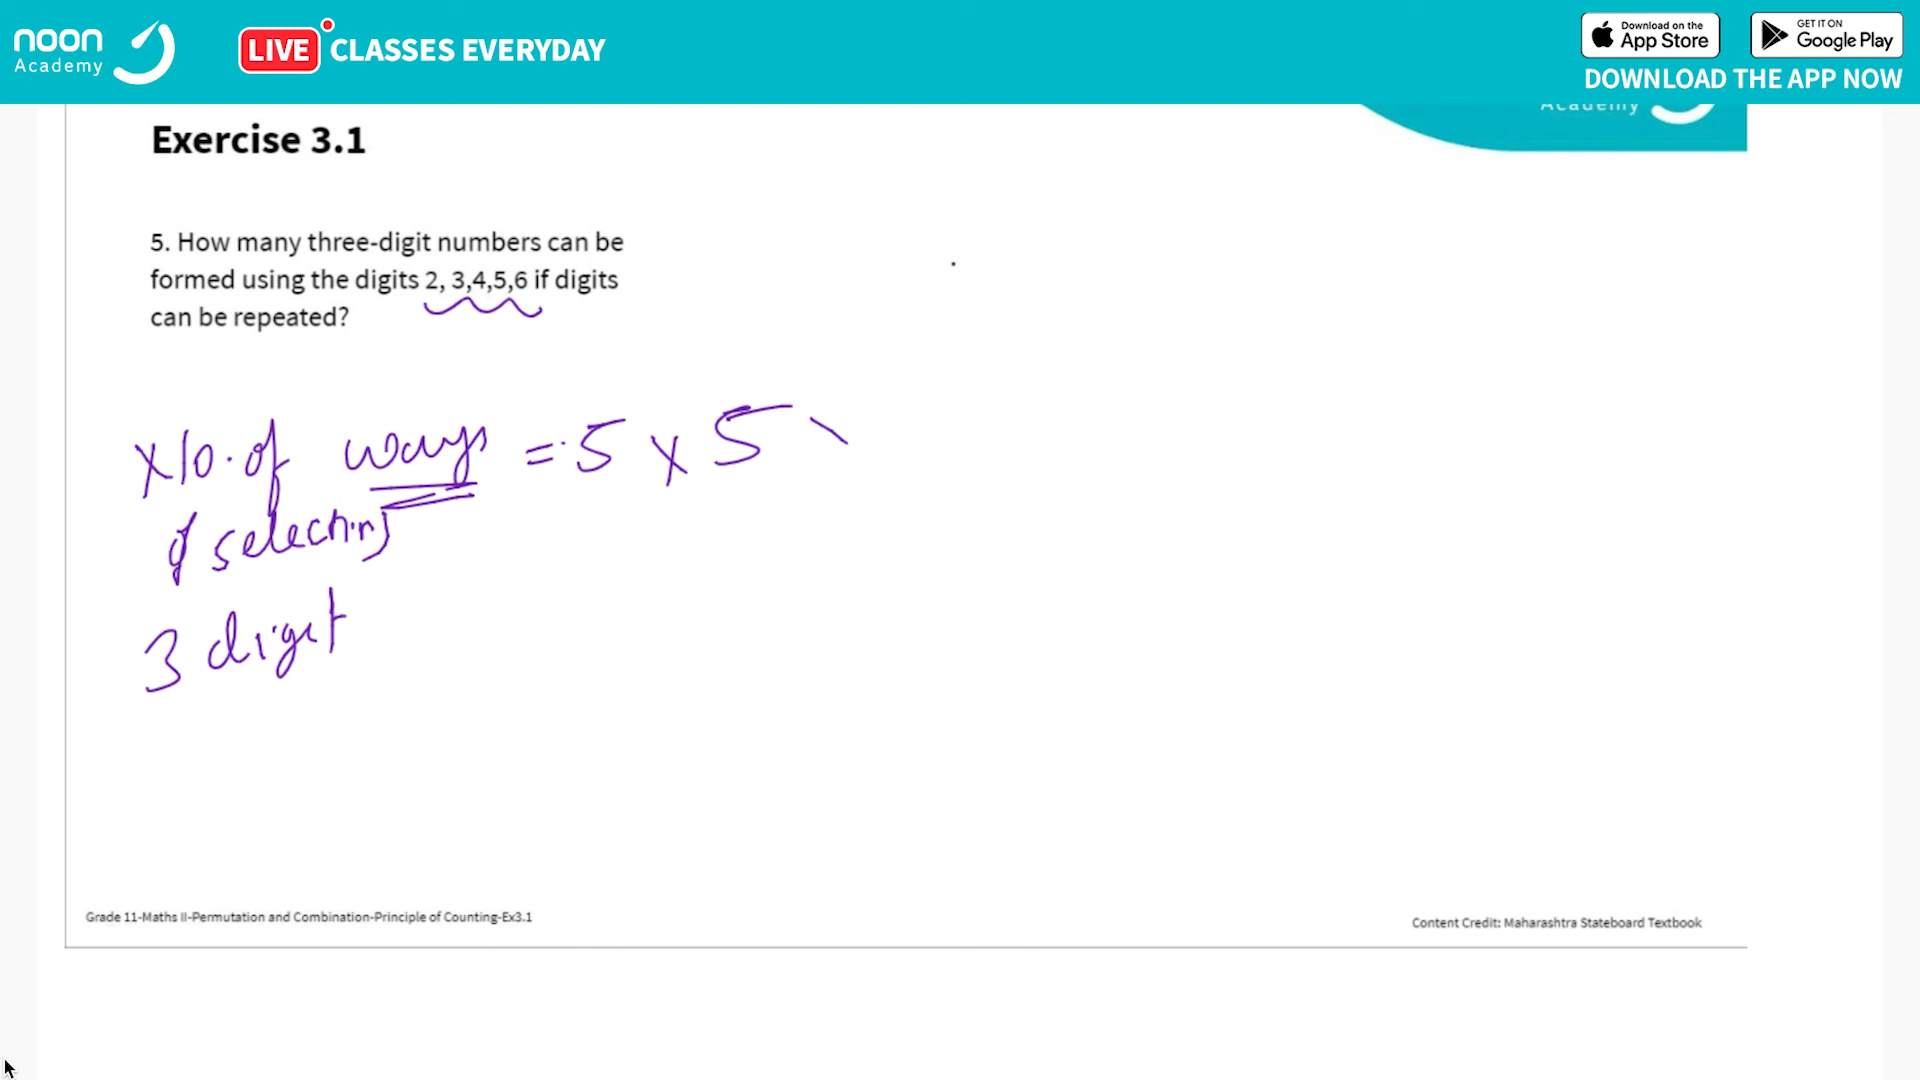 noon
Academy
LIVE CLASSES EVERYDAY
Download on the
App Store
GET IT ON
Google Play
DOWNLOAD THE APP NOW
Academy
Exercise 3.1
5. How many three-digit numbers can be
formed using the digits 2, 3,4,5,6 if digits
can be repeated?
No. of ways = 5 x 5
of selecting
3 digit
Grade 11-Maths II-Permutation and Combination-Principle of Counting-Ex3.1
Content Credit: Maharashtra Stateboard Textbook